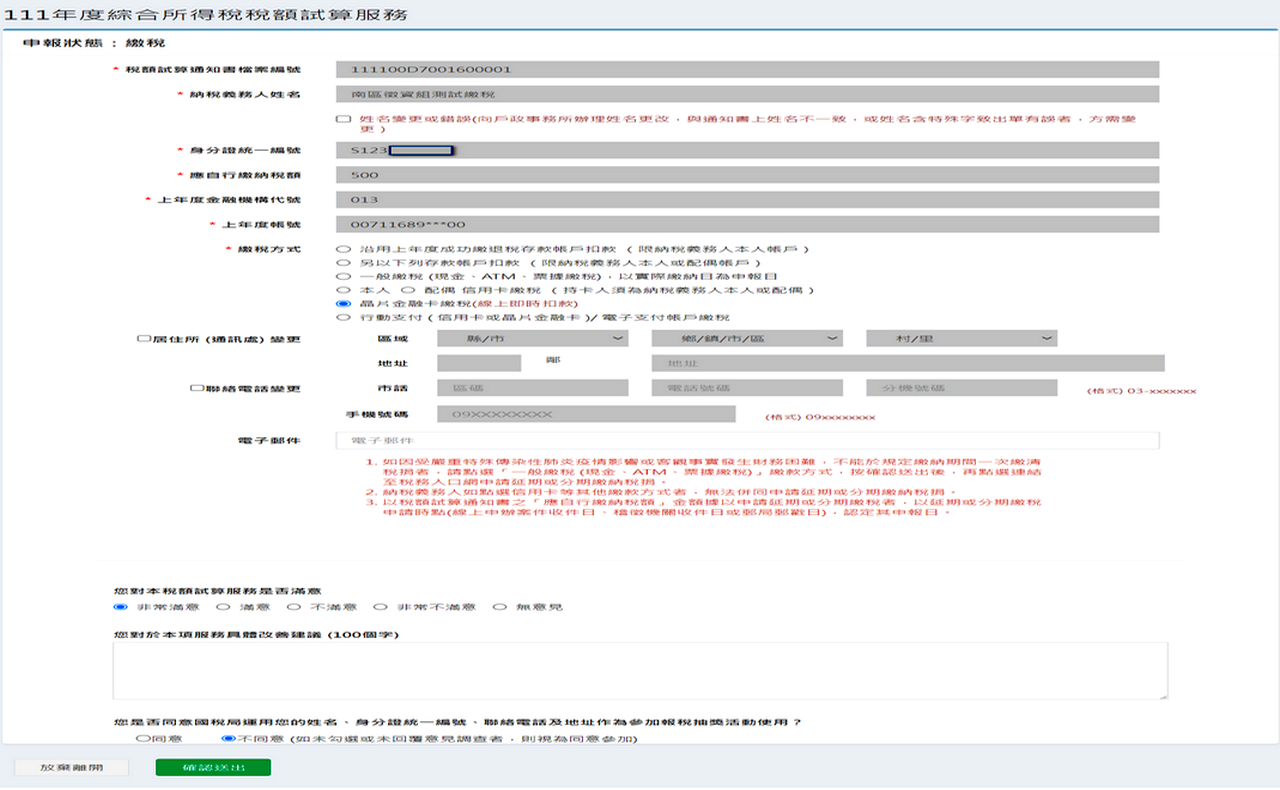 111年度綜合所得稅稅額試算服務
申報狀態：繳稅
* 稅額試算通知書檔案編號 111100D7001600001
* 納稅義務人姓名 南區徵資組測試繳稅
姓名變更或錯誤(向戶政事務所辦理姓名更改，與通知書上姓名不一致，或姓名含特殊字致出單有誤者，方需變
更)
* 身分證統一編號 S123
* 應自行繳納稅額 500
* 上年度金融機構代號 013
* 上年度帳號 00711689***00
* 繳稅方式 沿用上年度成功繳退稅存款帳戶扣款 (限納稅義務人本人帳戶)
另以下列存款帳戶扣款 (限納稅義務人本人或配偶帳戶)
一般繳稅 (現金、ATM、票據繳稅)，以實際繳納日為申報日
本人 配偶 信用卡繳稅 (持卡人須為納稅義務人本人或配偶)
晶片金融卡繳稅(線上即時扣款)
行動支付 (信用卡或晶片金融卡)/ 電子支付帳戶繳稅
居住所 (通訊處) 變更 區域 縣/市 鄉/鎮/市/區 村/里
地址 鄰 地址
聯絡電話變更 市話 區碼 電話號碼 分機號碼 (格式) 03-xxxxxxx
手機號碼 09XXXXXXXX (格式) 09xxxxxxxx
電子郵件 電子郵件
1. 如因受嚴重特殊傳染性肺炎疫情影響或客觀事實發生財務困難，不能於規定繳納期間一次繳清
稅捐者，請點選「一般繳稅 (現金、ATM、票據繳稅)」繳款方式，按確認送出後，再點選連結
至稅務入口網申請延期或分期繳納稅捐。
2. 納稅義務人如點選信用卡等其他繳款方式者，無法併同申請延期或分期繳納稅捐。
3. 以稅額試算通知書之「應自行繳納稅額」金額據以申請延期或分期繳稅者，以延期或分期繳稅
申請時點(線上申辦案件收件日、稽徵機關收件日或郵局郵戳日)，認定其申報日。
您對本稅額試算服務是否滿意
非常滿意 滿意 不滿意 非常不滿意 無意見
您對於本項服務具體改善建議 (100個字)
您是否同意國稅局運用您的姓名、身分證統一編號、聯絡電話及地址作為參加報稅抽獎活動使用？
同意 不同意 (如未勾選或未回覆意見調查者，則視為同意參加)
放棄離開 確認送出